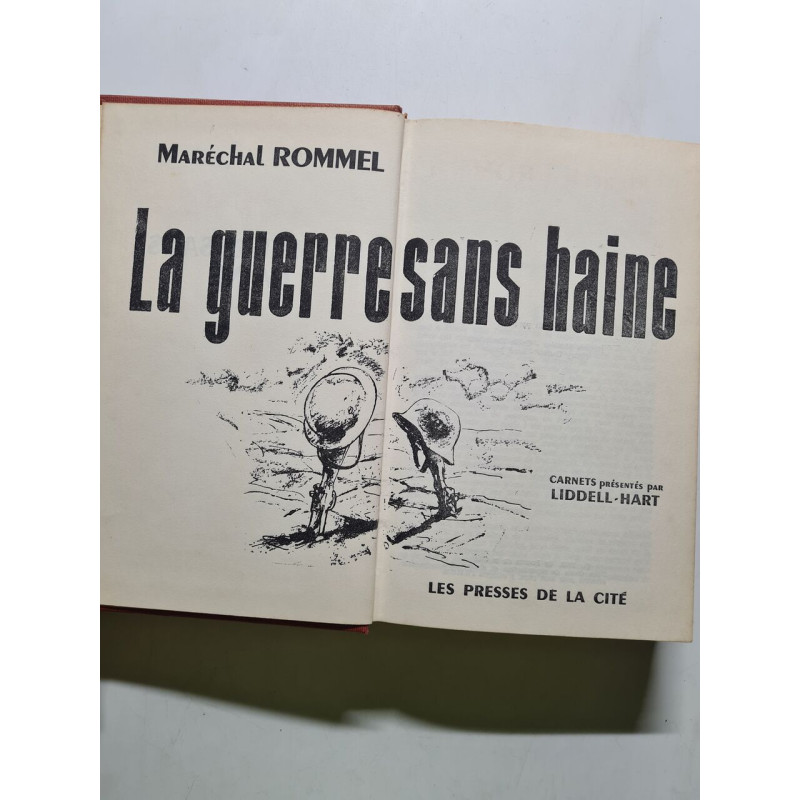 Maréchal ROMMEL
La guerre sans haine
CARNETS présentés par
LIDDELL-HART
LES PRESSES DE LA CITÉ